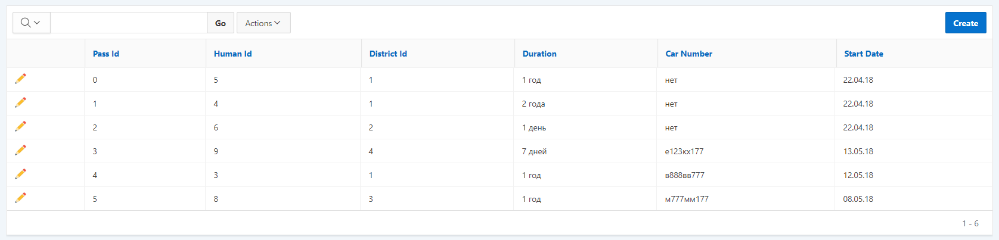 Go Actions Create
Pass Id Human Id District Id Duration Car Number Start Date
0 5 1 1 год нет 22.04.18
1 4 1 2 года нет 22.04.18
2 6 2 1 день нет 22.04.18
3 9 4 7 дней е123кх177 13.05.18
4 3 1 1 год в888вв777 12.05.18
5 8 3 1 год м777мм177 08.05.18
1 - 6